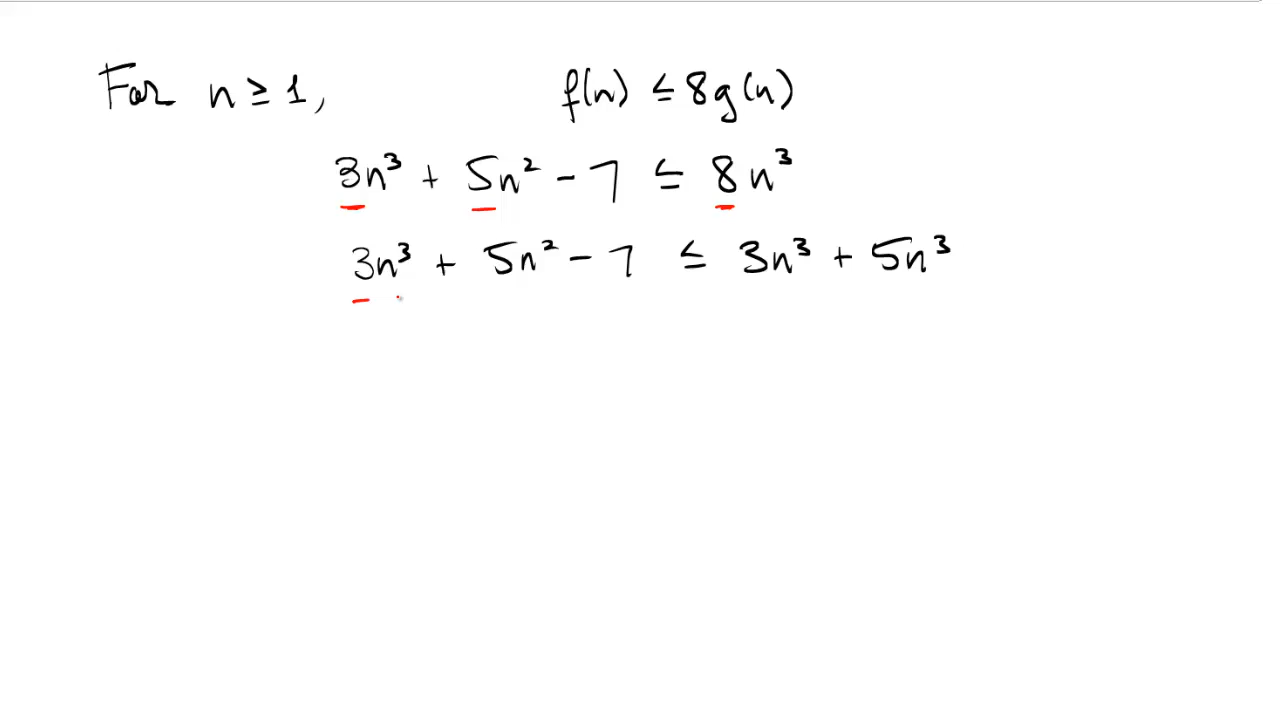 For n ≥ 1, f(n) ≤ 8g(n)
3n³ + 5n² - 7 ≤ 8n³
3n³ + 5n² - 7 ≤ 3n³ + 5n³